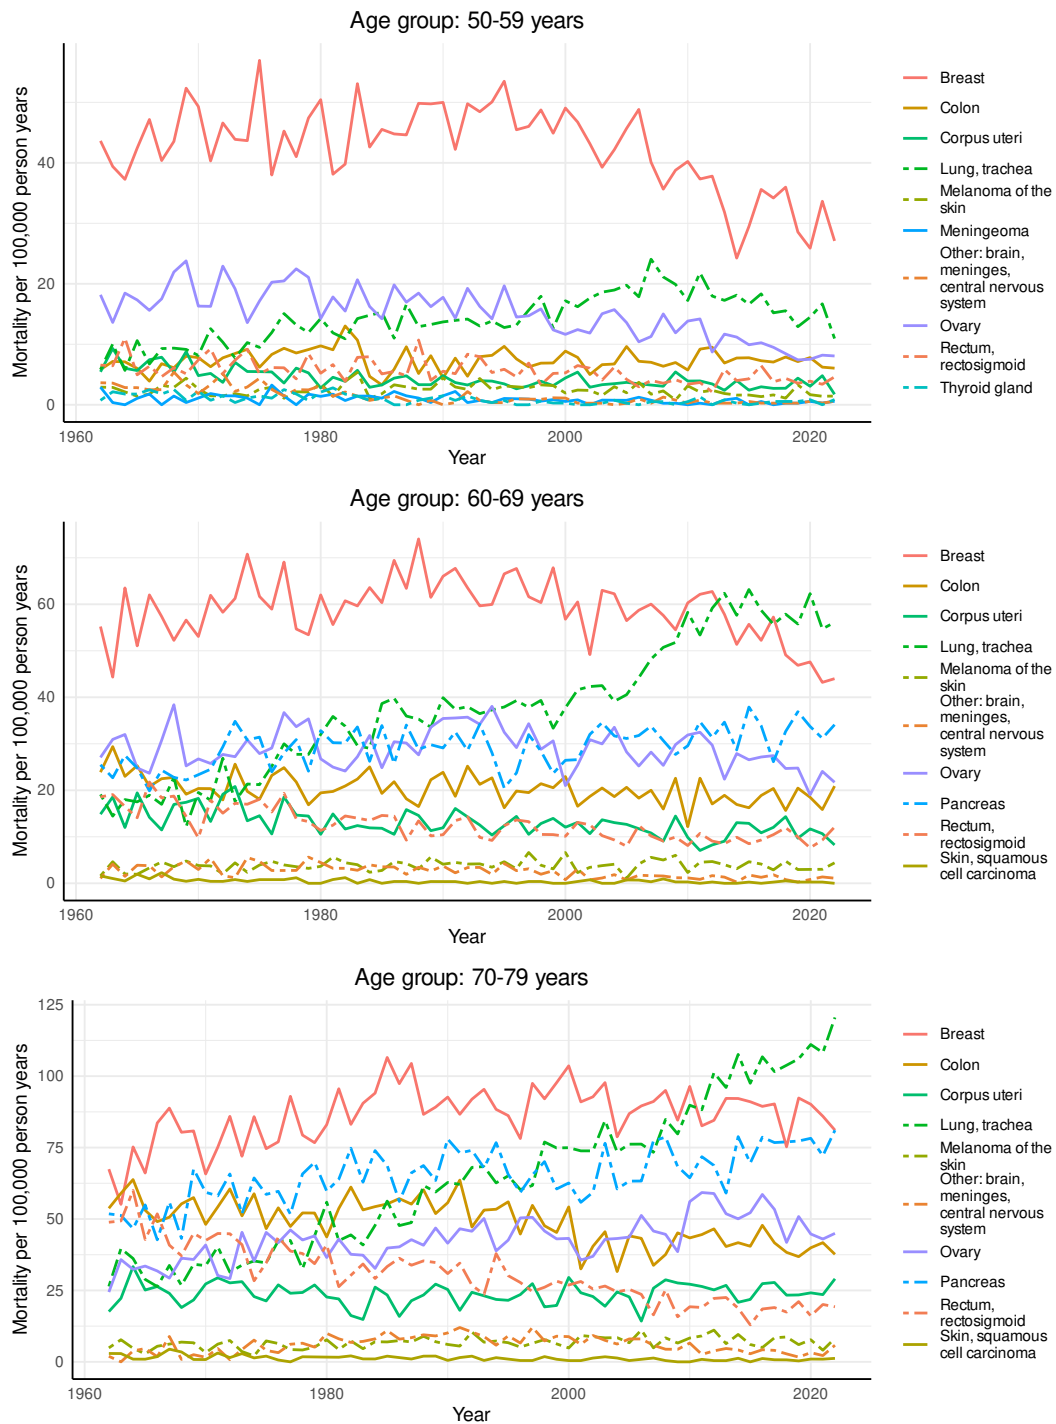 Age group: 50-59 years
Mortality per 100,000 person years
40
20
0
1960
1980
2000
2020
Year
Breast
Colon
Corpus uteri
Lung, trachea
Melanoma of the
skin
Meningeoma
Other: brain,
meninges,
central nervous
system
Ovary
Rectum,
rectosigmoid
Thyroid gland
Age group: 60-69 years
Mortality per 100,000 person years
60
40
20
0
1960
1980
2000
2020
Year
Breast
Colon
Corpus uteri
Lung, trachea
Melanoma of the
skin
Other: brain,
meninges,
central nervous
system
Ovary
Pancreas
Rectum,
rectosigmoid
Skin, squamous
cell carcinoma
Age group: 70-79 years
Mortality per 100,000 person years
125
100
75
50
25
0
1960
1980
2000
2020
Year
Breast
Colon
Corpus uteri
Lung, trachea
Melanoma of the
skin
Other: brain,
meninges,
central nervous
system
Ovary
Pancreas
Rectum,
rectosigmoid
Skin, squamous
cell carcinoma